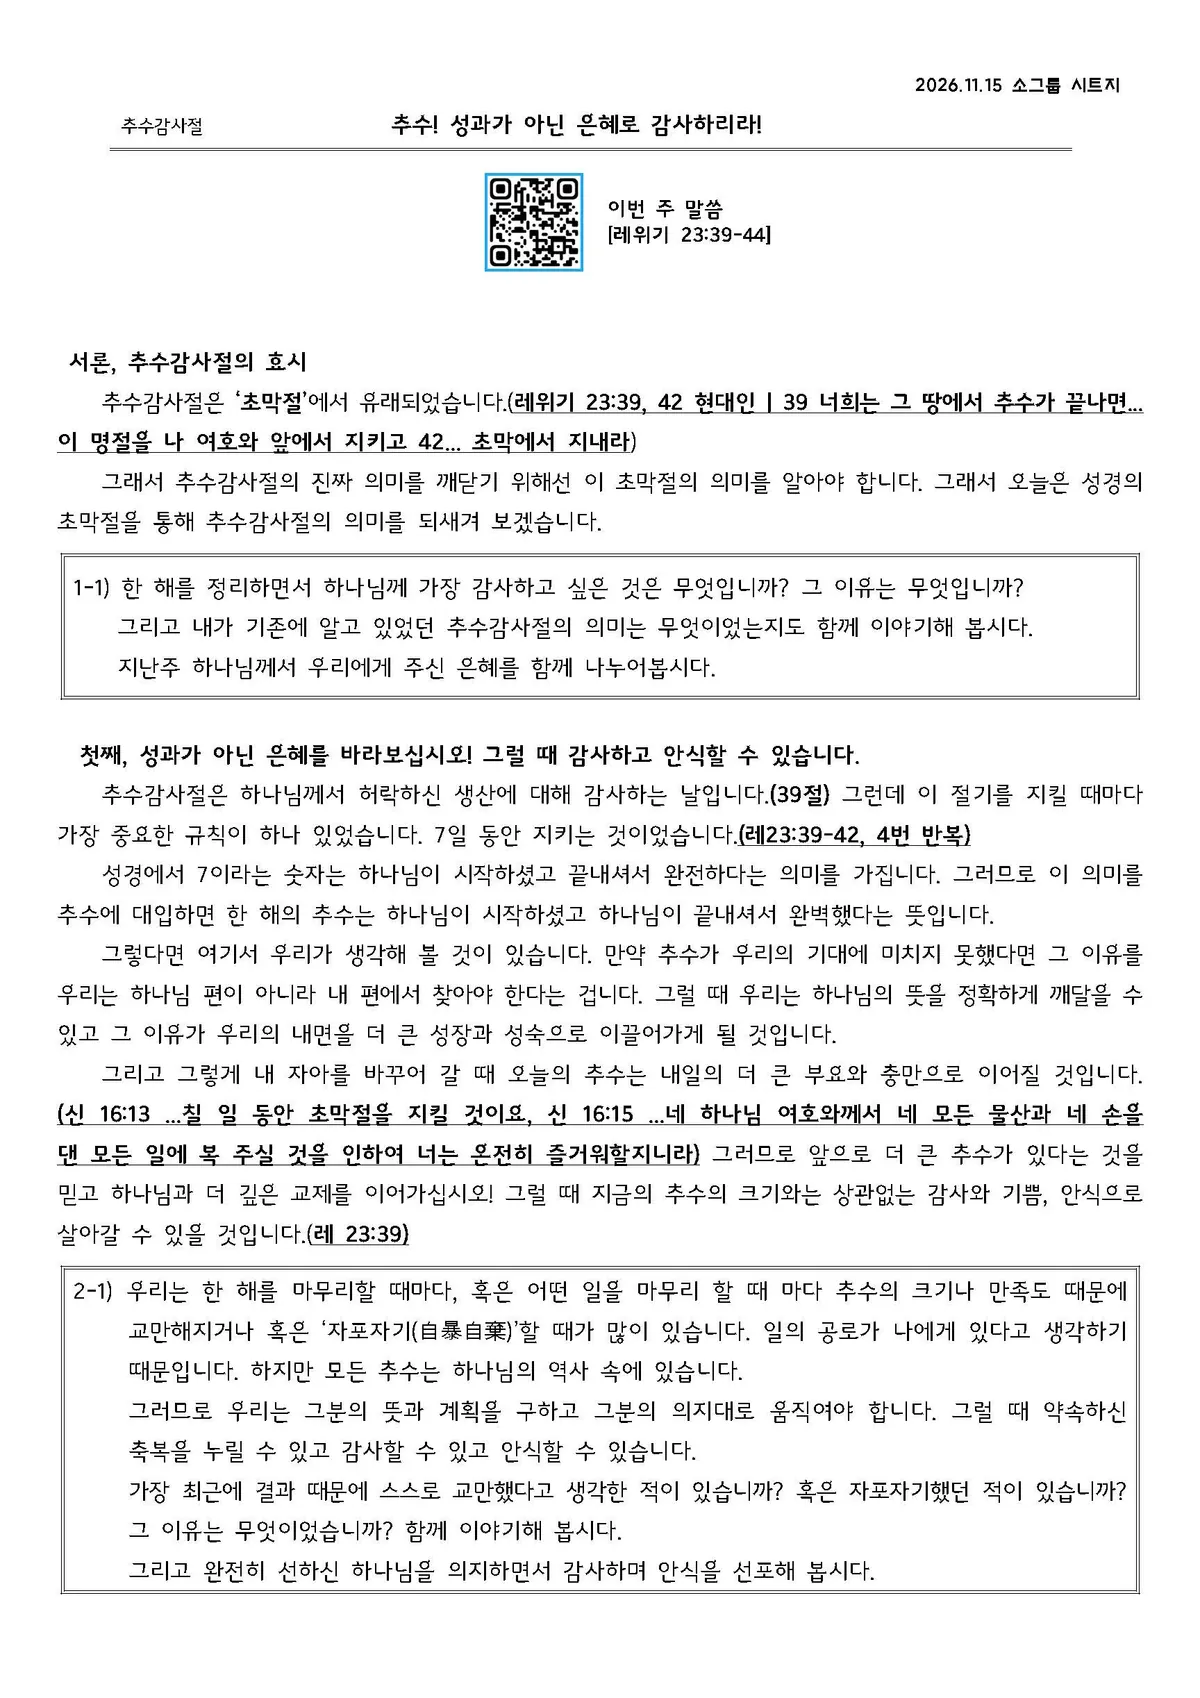 2026.11.15 소그룹 시트지
추수감사절 추수! 성과가 아닌 은혜로 감사하리라!
이번 주 말씀
[레위기 23:39-44]
서론, 추수감사절의 효시
추수감사절은 ‘초막절’에서 유래되었습니다.(레위기 23:39, 42 현대인 | 39 너희는 그 땅에서 추수가 끝나면...
이 명절을 나 여호와 앞에서 지키고 42... 초막에서 지내라)
그래서 추수감사절의 진짜 의미를 깨닫기 위해선 이 초막절의 의미를 알아야 합니다. 그래서 오늘은 성경의
초막절을 통해 추수감사절의 의미를 되새겨 보겠습니다.
1-1) 한 해를 정리하면서 하나님께 가장 감사하고 싶은 것은 무엇입니까? 그 이유는 무엇입니까?
그리고 내가 기존에 알고 있었던 추수감사절의 의미는 무엇이었는지도 함께 이야기해 봅시다.
지난주 하나님께서 우리에게 주신 은혜를 함께 나누어봅시다.
첫째, 성과가 아닌 은혜를 바라보십시오! 그럴 때 감사하고 안식할 수 있습니다.
추수감사절은 하나님께서 허락하신 생산에 대해 감사하는 날입니다.(39절) 그런데 이 절기를 지킬 때마다
가장 중요한 규칙이 하나 있었습니다. 7일 동안 지키는 것이었습니다.(레23:39-42, 4번 반복)
성경에서 7이라는 숫자는 하나님이 시작하셨고 끝내셔서 완전하다는 의미를 가집니다. 그러므로 이 의미를
추수에 대입하면 한 해의 추수는 하나님이 시작하셨고 하나님이 끝내셔서 완벽했다는 뜻입니다.
그렇다면 여기서 우리가 생각해 볼 것이 있습니다. 만약 추수가 우리의 기대에 미치지 못했다면 그 이유를
우리는 하나님 편이 아니라 내 편에서 찾아야 한다는 겁니다. 그럴 때 우리는 하나님의 뜻을 정확하게 깨달을 수
있고 그 이유가 우리의 내면을 더 큰 성장과 성숙으로 이끌어가게 될 것입니다.
그리고 그렇게 내 자아를 바꾸어 갈 때 오늘의 추수는 내일의 더 큰 부요와 충만으로 이어질 것입니다.
(신 16:13 ...칠 일 동안 초막절을 지킬 것이요, 신 16:15 ...네 하나님 여호와께서 네 모든 물산과 네 손을
댄 모든 일에 복 주실 것을 인하여 너는 온전히 즐거워할지니라) 그러므로 앞으로 더 큰 추수가 있다는 것을
믿고 하나님과 더 깊은 교제를 이어가십시오! 그럴 때 지금의 추수의 크기와는 상관없는 감사와 기쁨, 안식으로
살아갈 수 있을 것입니다.(레 23:39)
2-1) 우리는 한 해를 마무리할 때마다, 혹은 어떤 일을 마무리 할 때 마다 추수의 크기나 만족도 때문에
교만해지거나 혹은 ‘자포자기(自暴自棄)’할 때가 많이 있습니다. 일의 공로가 나에게 있다고 생각하기
때문입니다. 하지만 모든 추수는 하나님의 역사 속에 있습니다.
그러므로 우리는 그분의 뜻과 계획을 구하고 그분의 의지대로 움직여야 합니다. 그럴 때 약속하신
축복을 누릴 수 있고 감사할 수 있고 안식할 수 있습니다.
가장 최근에 결과 때문에 스스로 교만했다고 생각한 적이 있습니까? 혹은 자포자기했던 적이 있습니까?
그 이유는 무엇이었습니까? 함께 이야기해 봅시다.
그리고 완전히 선하신 하나님을 의지하면서 감사하며 안식을 선포해 봅시다.